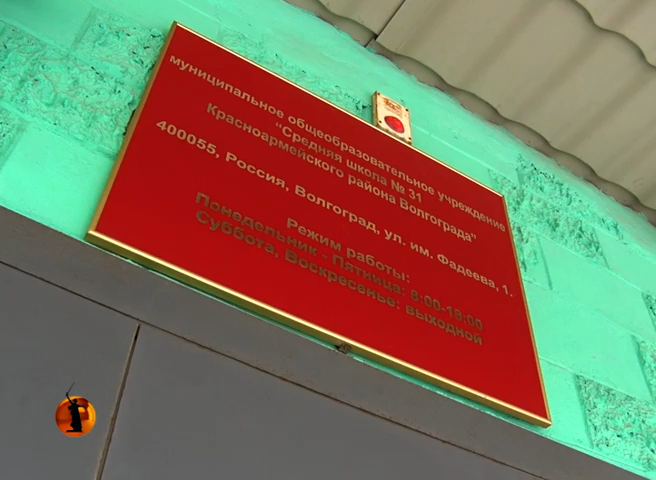 муниципальное общеобразовательное учреждение
"Средняя школа № 31
Красноармейского района Волгограда"
400055, Россия, Волгоград, ул. им. Фадеева, 1.
Режим работы:
Понедельник - Пятница: 8:00-18:00
Суббота, Воскресенье: выходной